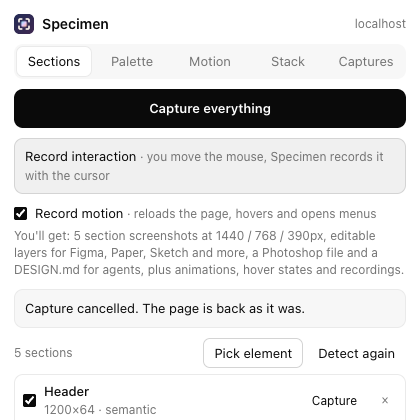 Specimen localhost
Sections Palette Motion Stack Captures
Capture everything
Record interaction · you move the mouse, Specimen records it
with the cursor
Record motion · reloads the page, hovers and opens menus
You'll get: 5 section screenshots at 1440 / 768 / 390px, editable
layers for Figma, Paper, Sketch and more, a Photoshop file and a
DESIGN.md for agents, plus animations, hover states and recordings.
Capture cancelled. The page is back as it was.
5 sections Pick element Detect again
Header
Capture ×
1200×64 · semantic